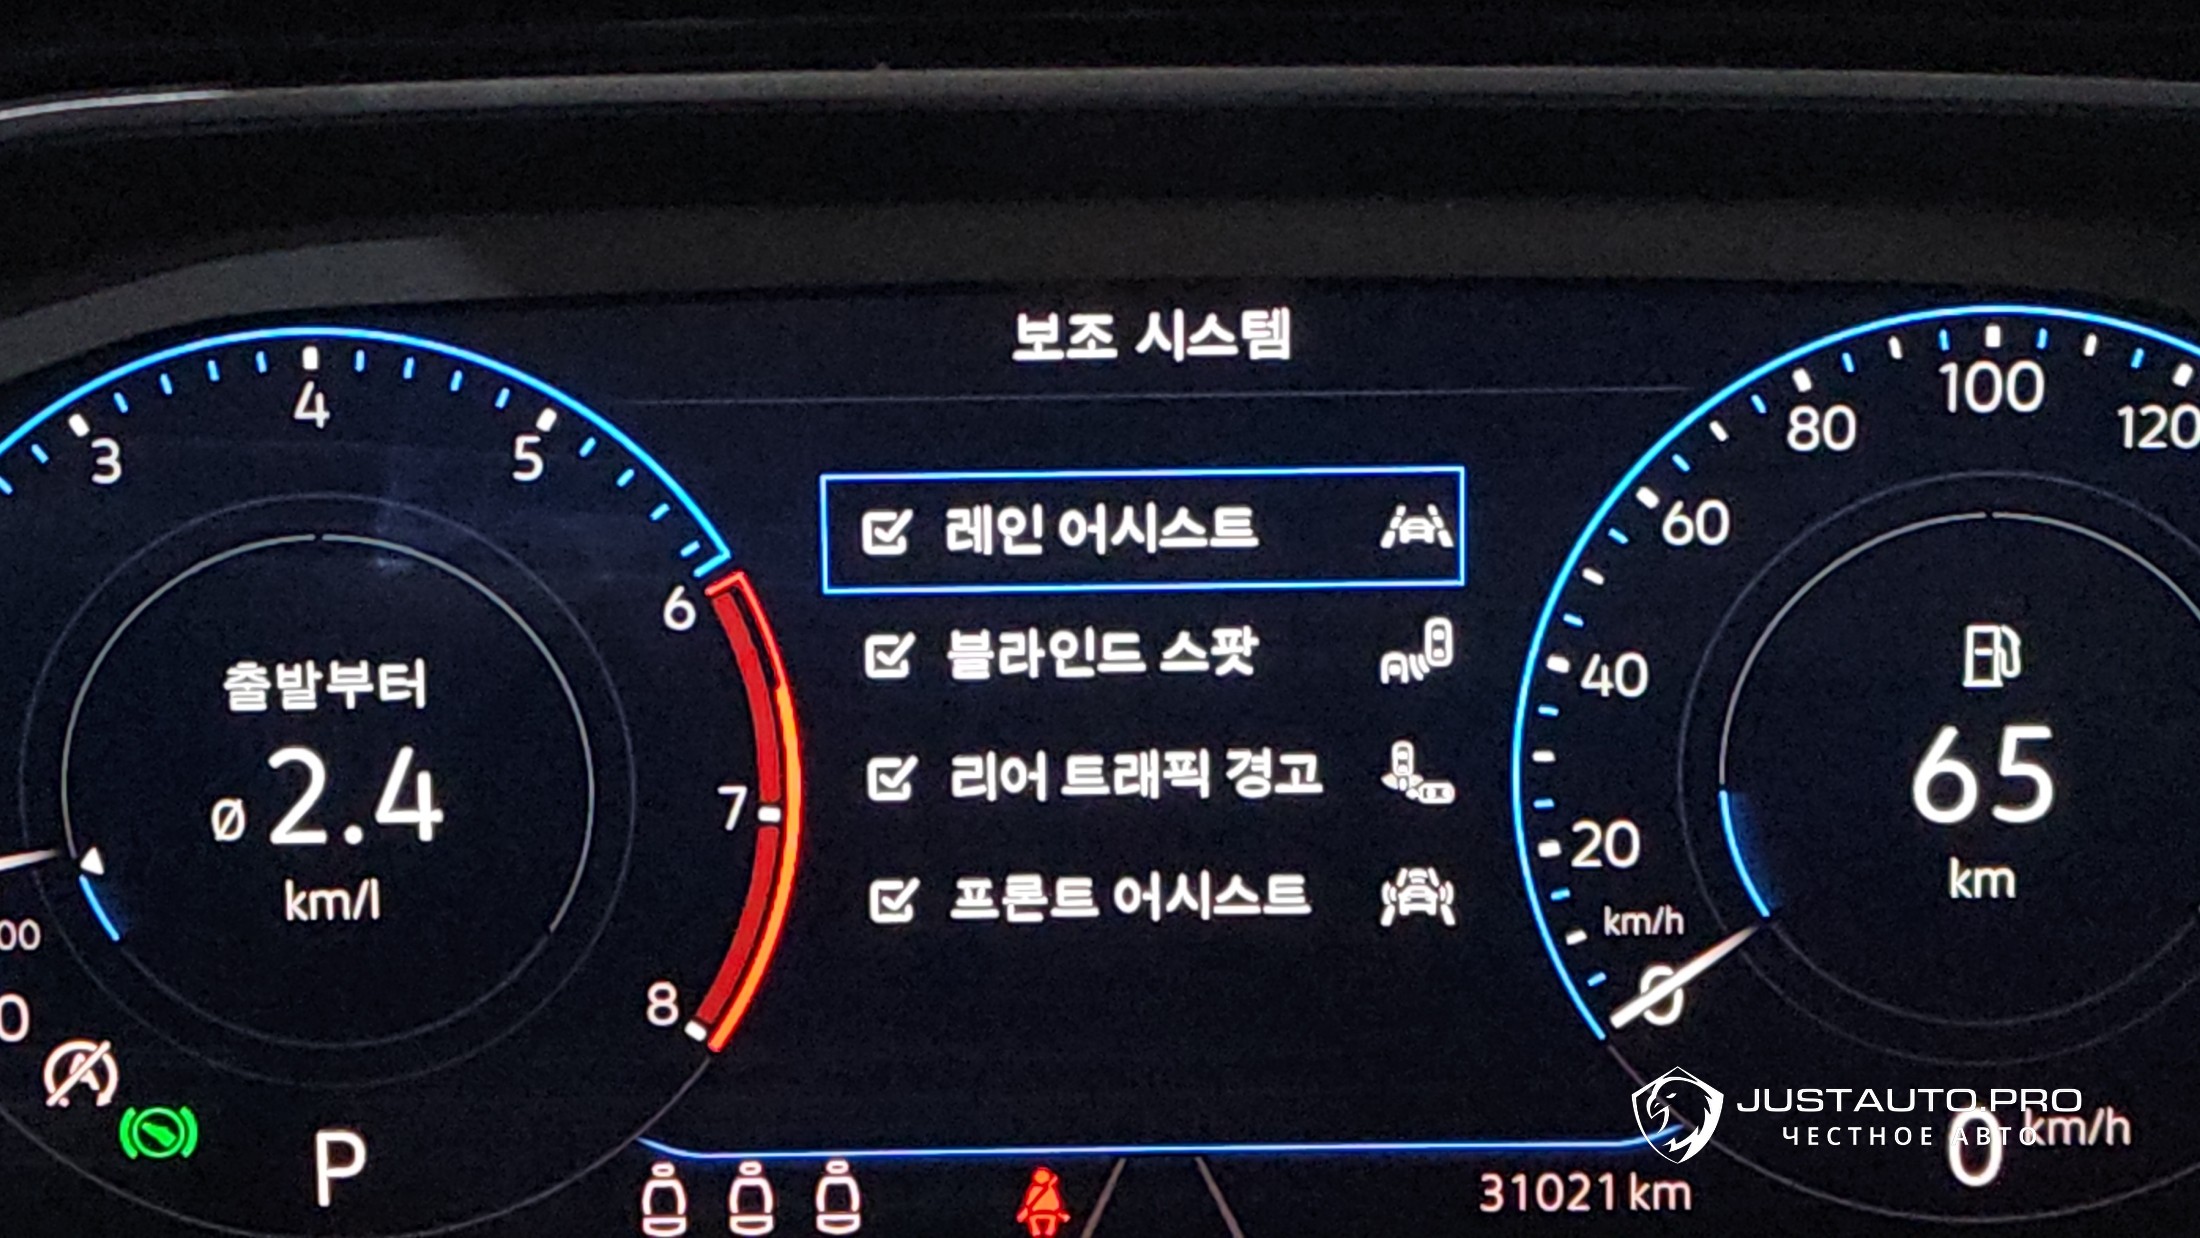 보조 시스템
레인 어시스트
블라인드 스팟
리어 트래픽 경고
프론트 어시스트
3
4
5
6
7
8
출발부터
Ø 2.4
km/l
00
0
P
120
100
80
60
40
20
km/h
0
65
km
31021 km
0 km/h
JUSTAUTO.PRO
ЧЕСТНОЕ АВТО